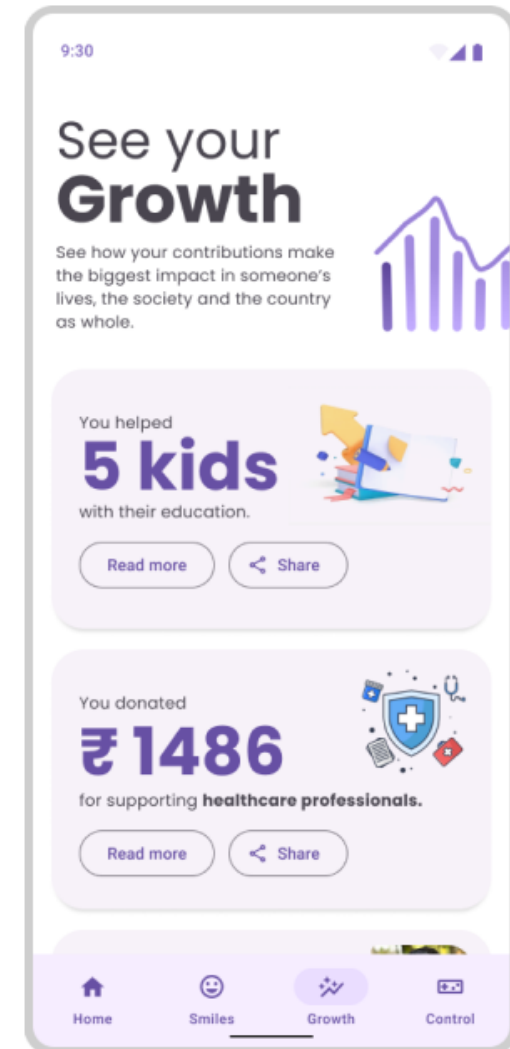 9:30
See your
Growth
See how your contributions make
the biggest impact in someone's
lives, the society and the country
as whole.
You helped
5 kids
with their education.
Read more
Share
You donated
₹ 1486
for supporting healthcare professionals.
Read more
Share
Home
Smiles
Growth
Control